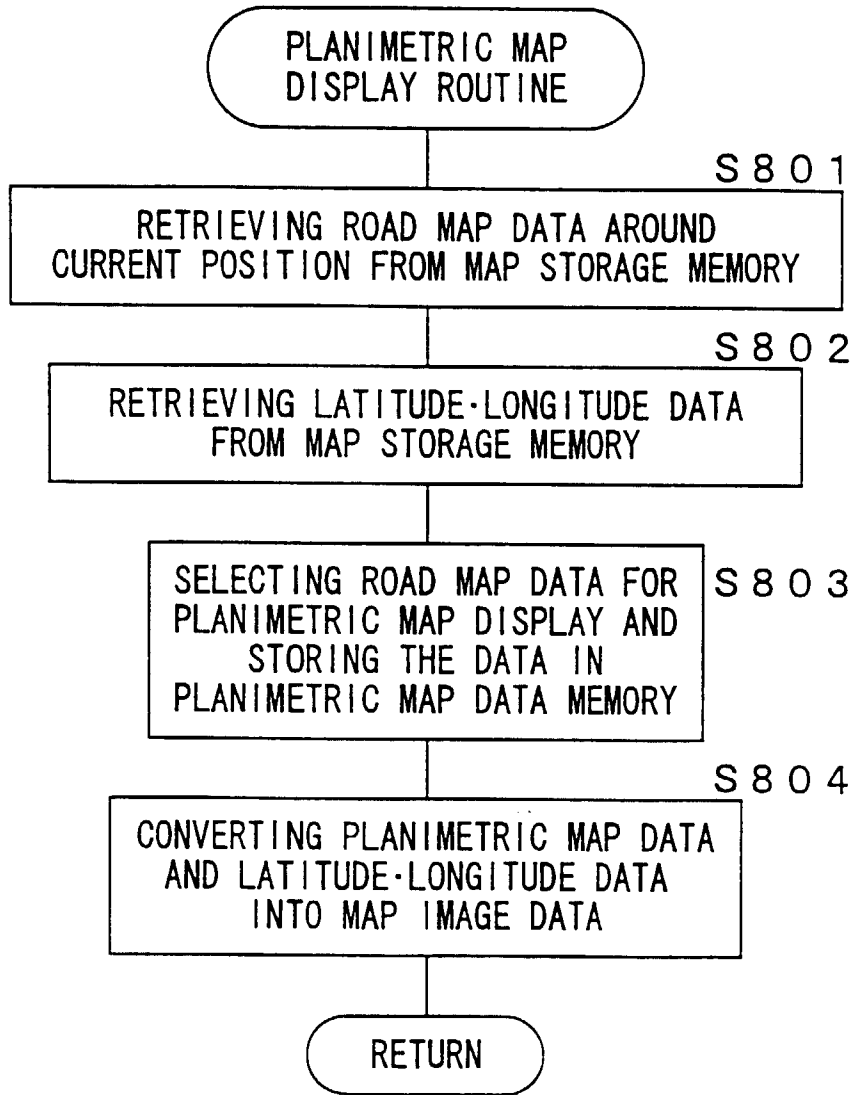 PLANIMETRIC MAP
DISPLAY ROUTINE
S801
RETRIEVING ROAD MAP DATA AROUND
CURRENT POSITION FROM MAP STORAGE MEMORY
S802
RETRIEVING LATITUDE·LONGITUDE DATA
FROM MAP STORAGE MEMORY
S803
SELECTING ROAD MAP DATA FOR
PLANIMETRIC MAP DISPLAY AND
STORING THE DATA IN
PLANIMETRIC MAP DATA MEMORY
S804
CONVERTING PLANIMETRIC MAP DATA
AND LATITUDE·LONGITUDE DATA
INTO MAP IMAGE DATA
RETURN